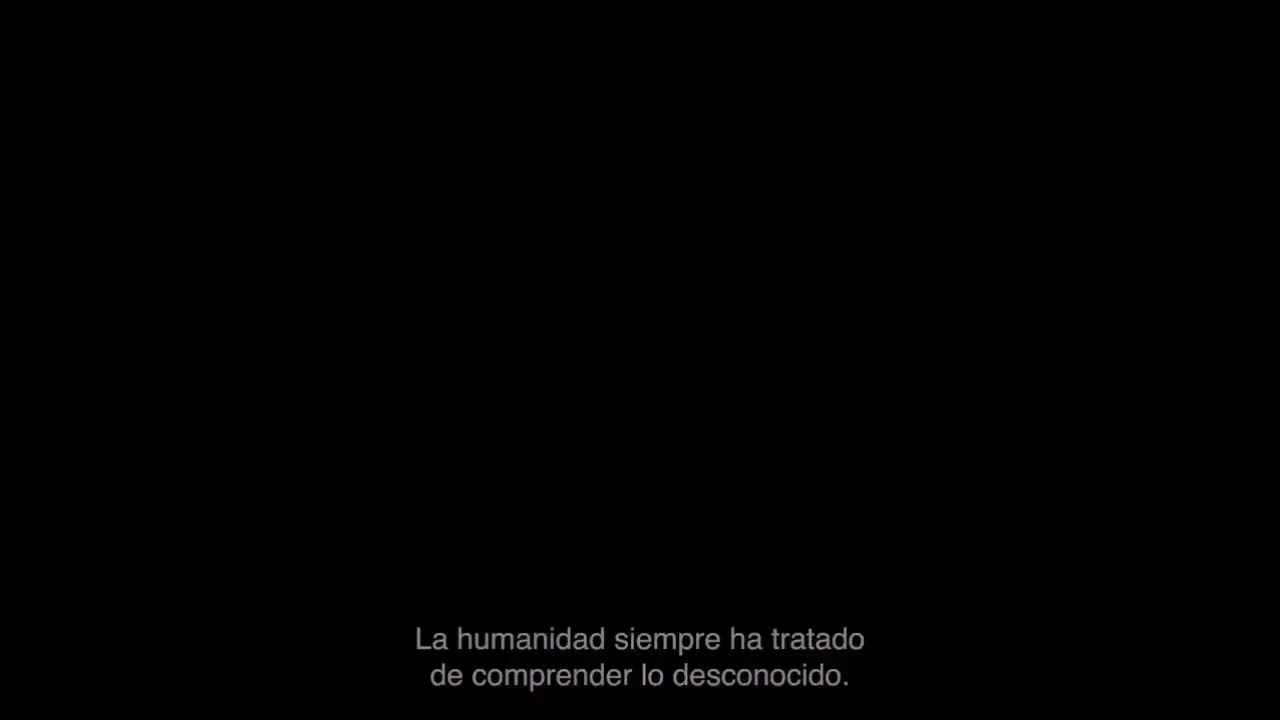 La humanidad siempre ha tratado
de comprender lo desconocido.